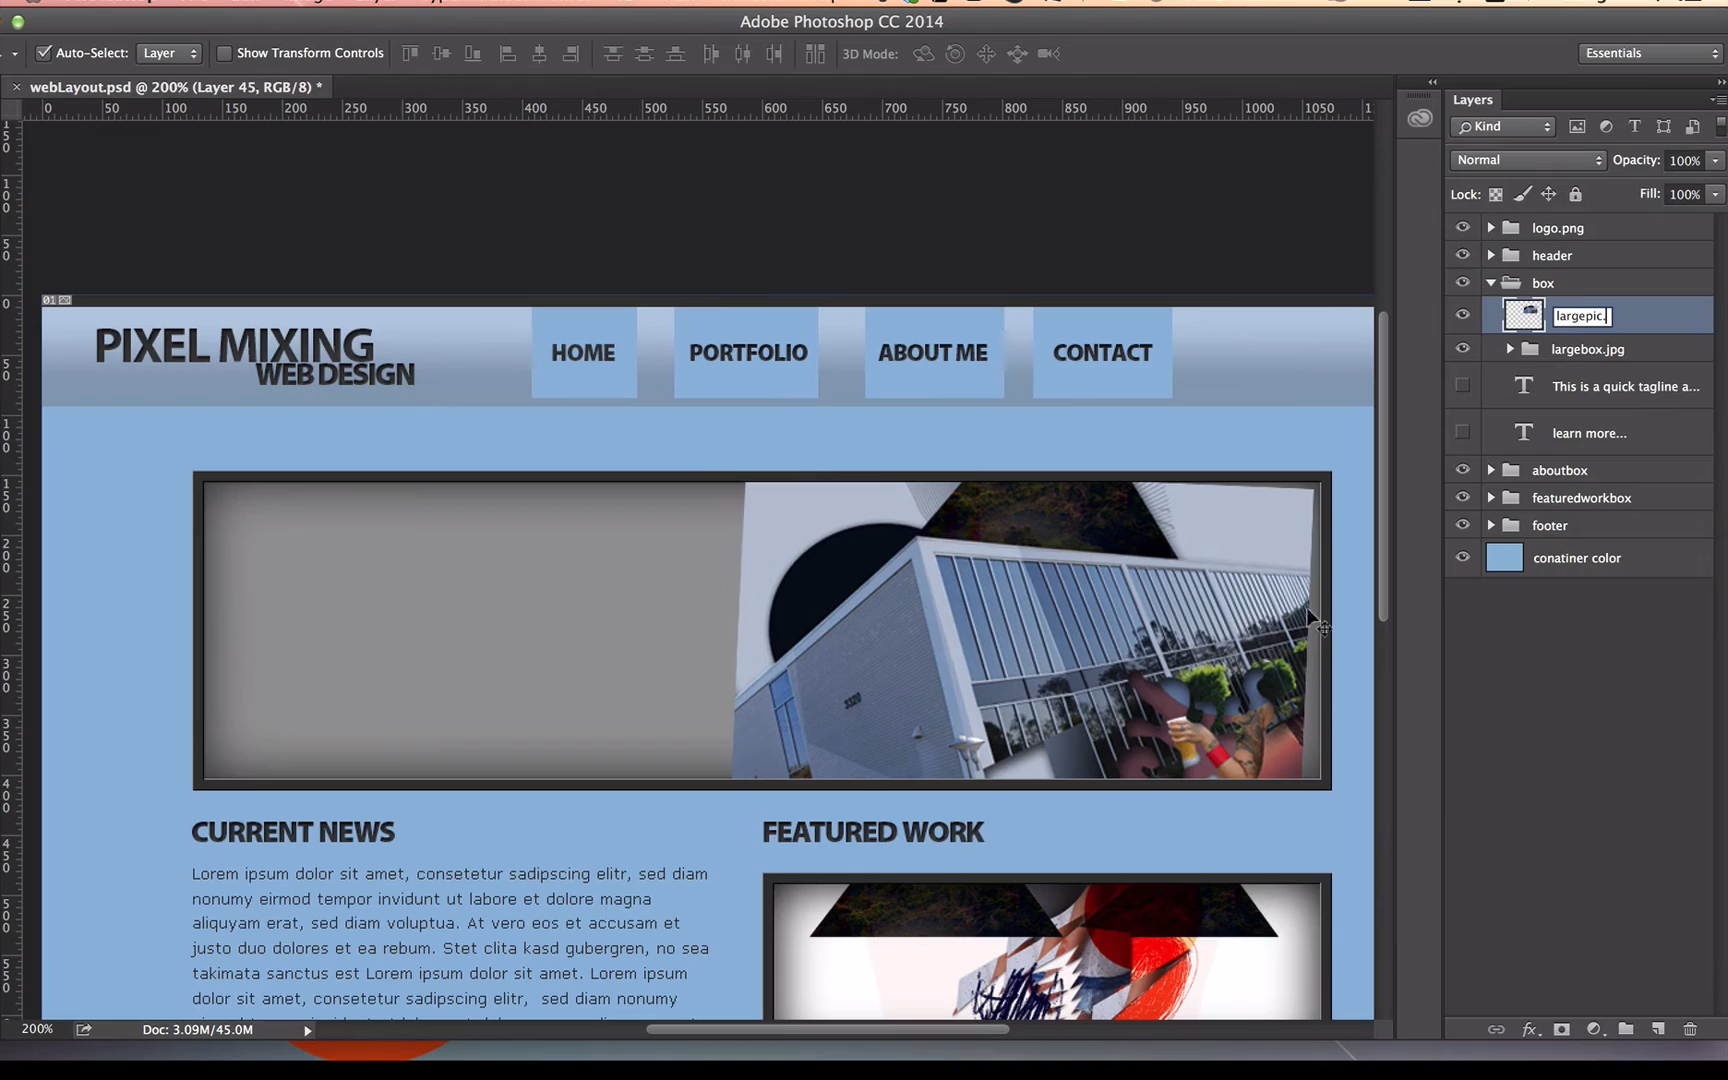 Adobe Photoshop CC 2014
Auto-Select: Layer Show Transform Controls 3D Mode: Essentials
× webLayout.psd @ 200% (Layer 45, RGB/8) *
0 50 100 150 200 250 300 350 400 450 500 550 600 650 700 750 800 850 900 950 1000 1050
Layers
Kind
Normal Opacity: 100%
Lock: Fill: 100%
logo.png
header
box
largepic.
largebox.jpg
This is a quick tagline a...
learn more...
aboutbox
featuredworkbox
footer
conatiner color
01
PIXEL MIXING
WEB DESIGN
HOME PORTFOLIO ABOUT ME CONTACT
3320
CURRENT NEWS
Lorem ipsum dolor sit amet, consetetur sadipscing elitr, sed diam
nonumy eirmod tempor invidunt ut labore et dolore magna
aliquyam erat, sed diam voluptua. At vero eos et accusam et
justo duo dolores et ea rebum. Stet clita kasd gubergren, no sea
takimata sanctus est Lorem ipsum dolor sit amet. Lorem ipsum
dolor sit amet, consetetur sadipscing elitr, sed diam nonumy
FEATURED WORK
200% Doc: 3.09M/45.0M